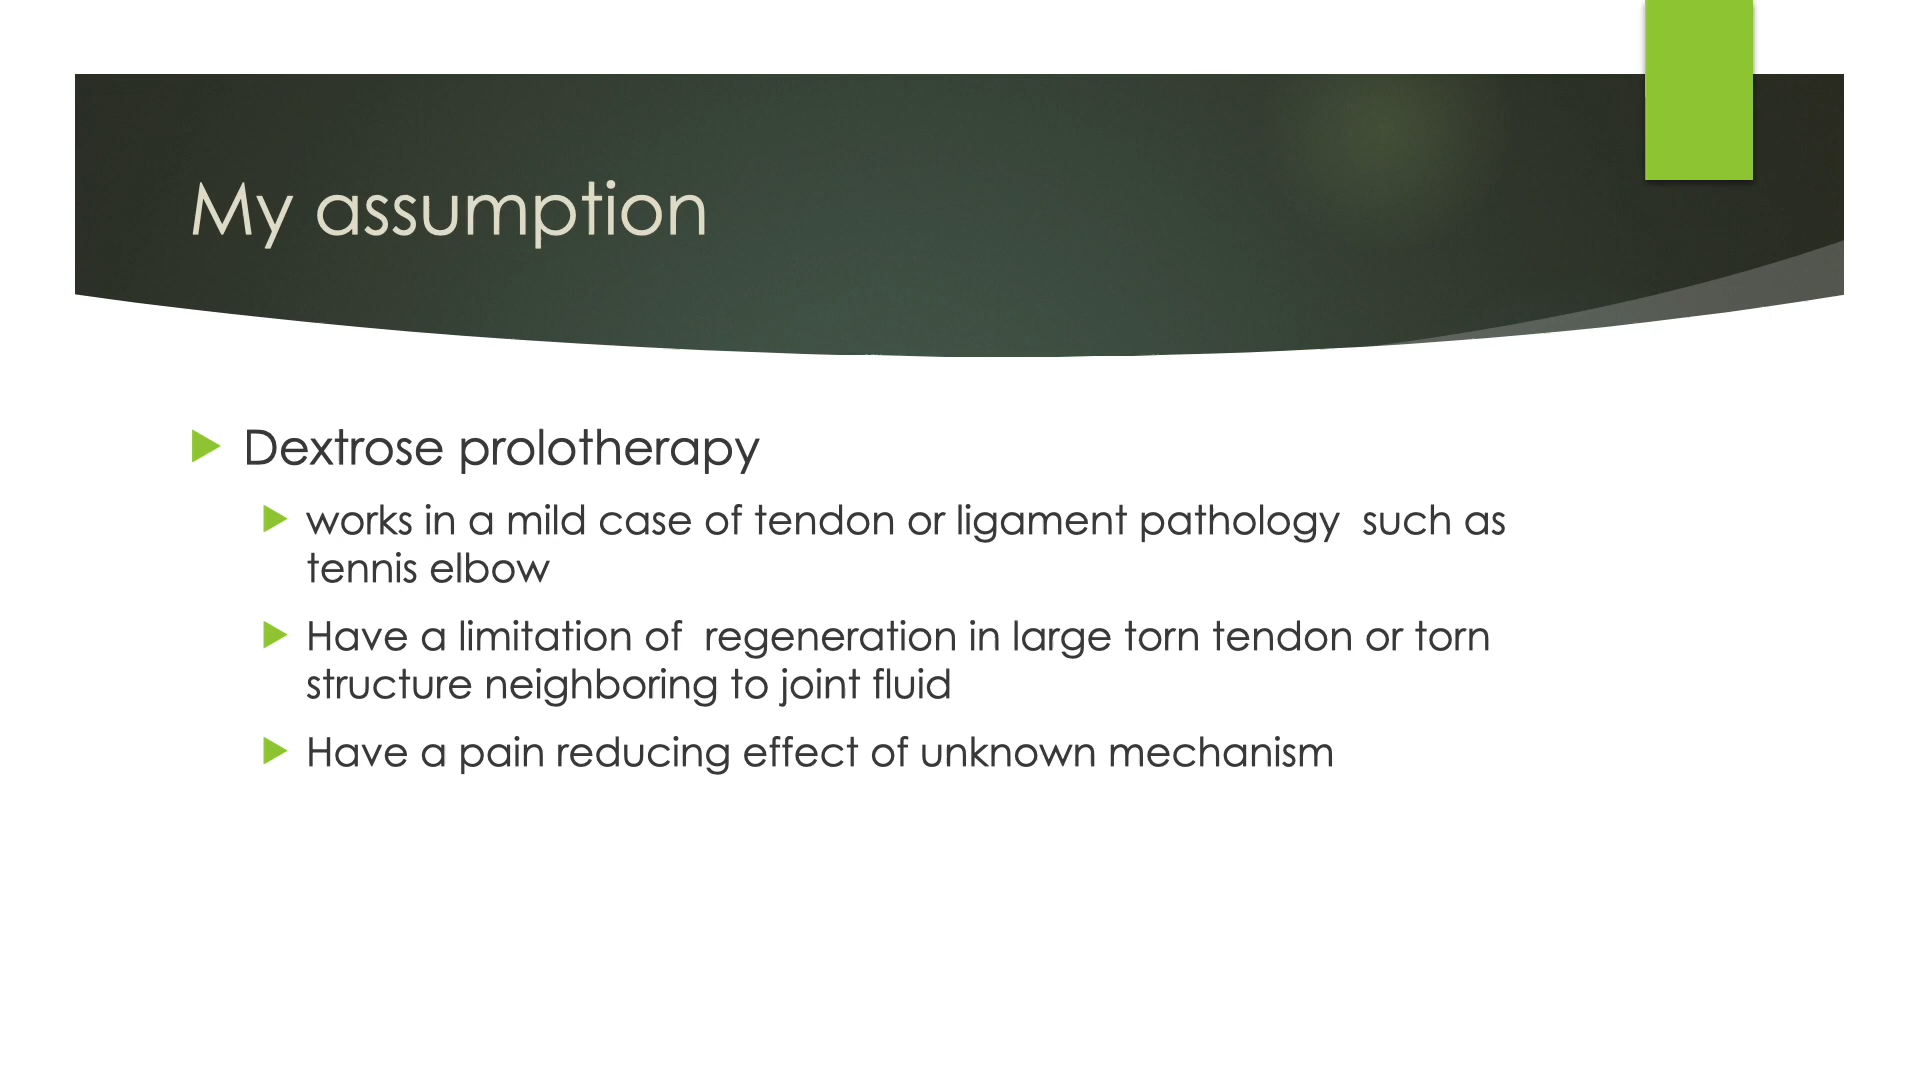 My assumption
Dextrose prolotherapy
works in a mild case of tendon or ligament pathology  such as
tennis elbow
Have a limitation of  regeneration in large torn tendon or torn
structure neighboring to joint fluid
Have a pain reducing effect of unknown mechanism